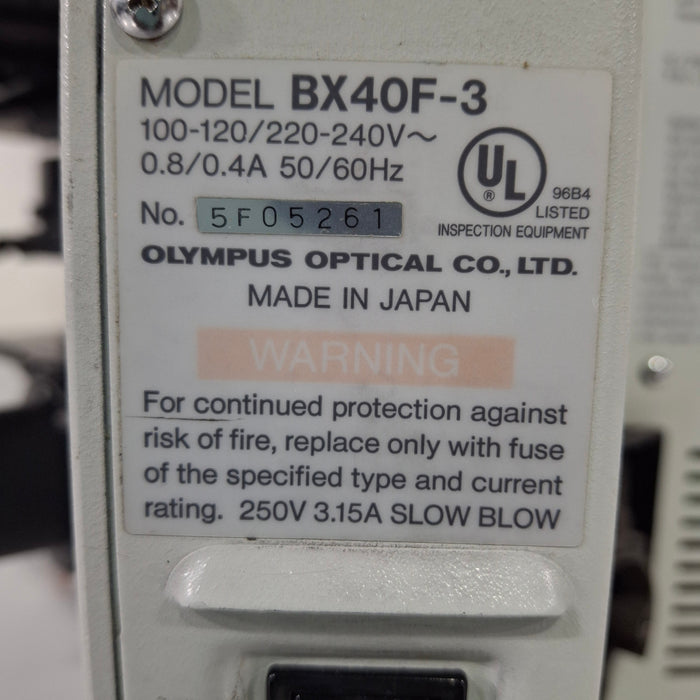 MODEL BX40F-3
100-120/220-240V~
0.8/0.4A 50/60Hz
UL
®
96B4
LISTED
INSPECTION EQUIPMENT
No. 5F05261
OLYMPUS OPTICAL CO., LTD.
MADE IN JAPAN
WARNING
For continued protection against
risk of fire, replace only with fuse
of the specified type and current
rating. 250V 3.15A SLOW BLOW